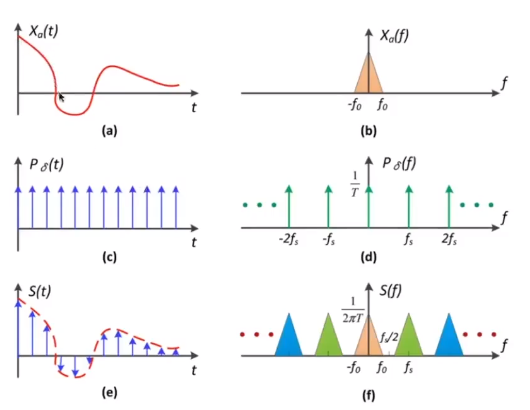 Xₐ(t)
t
(a)
Xₐ(f)
f
-f₀ f₀
(b)
P𝛿(t)
t
(c)
P𝛿(f)
1/T
f
-2fₛ -fₛ fₛ 2fₛ
(d)
S(t)
t
(e)
S(f)
1/2πT
fₛ/2
f
-f₀ f₀ fₛ
(f)